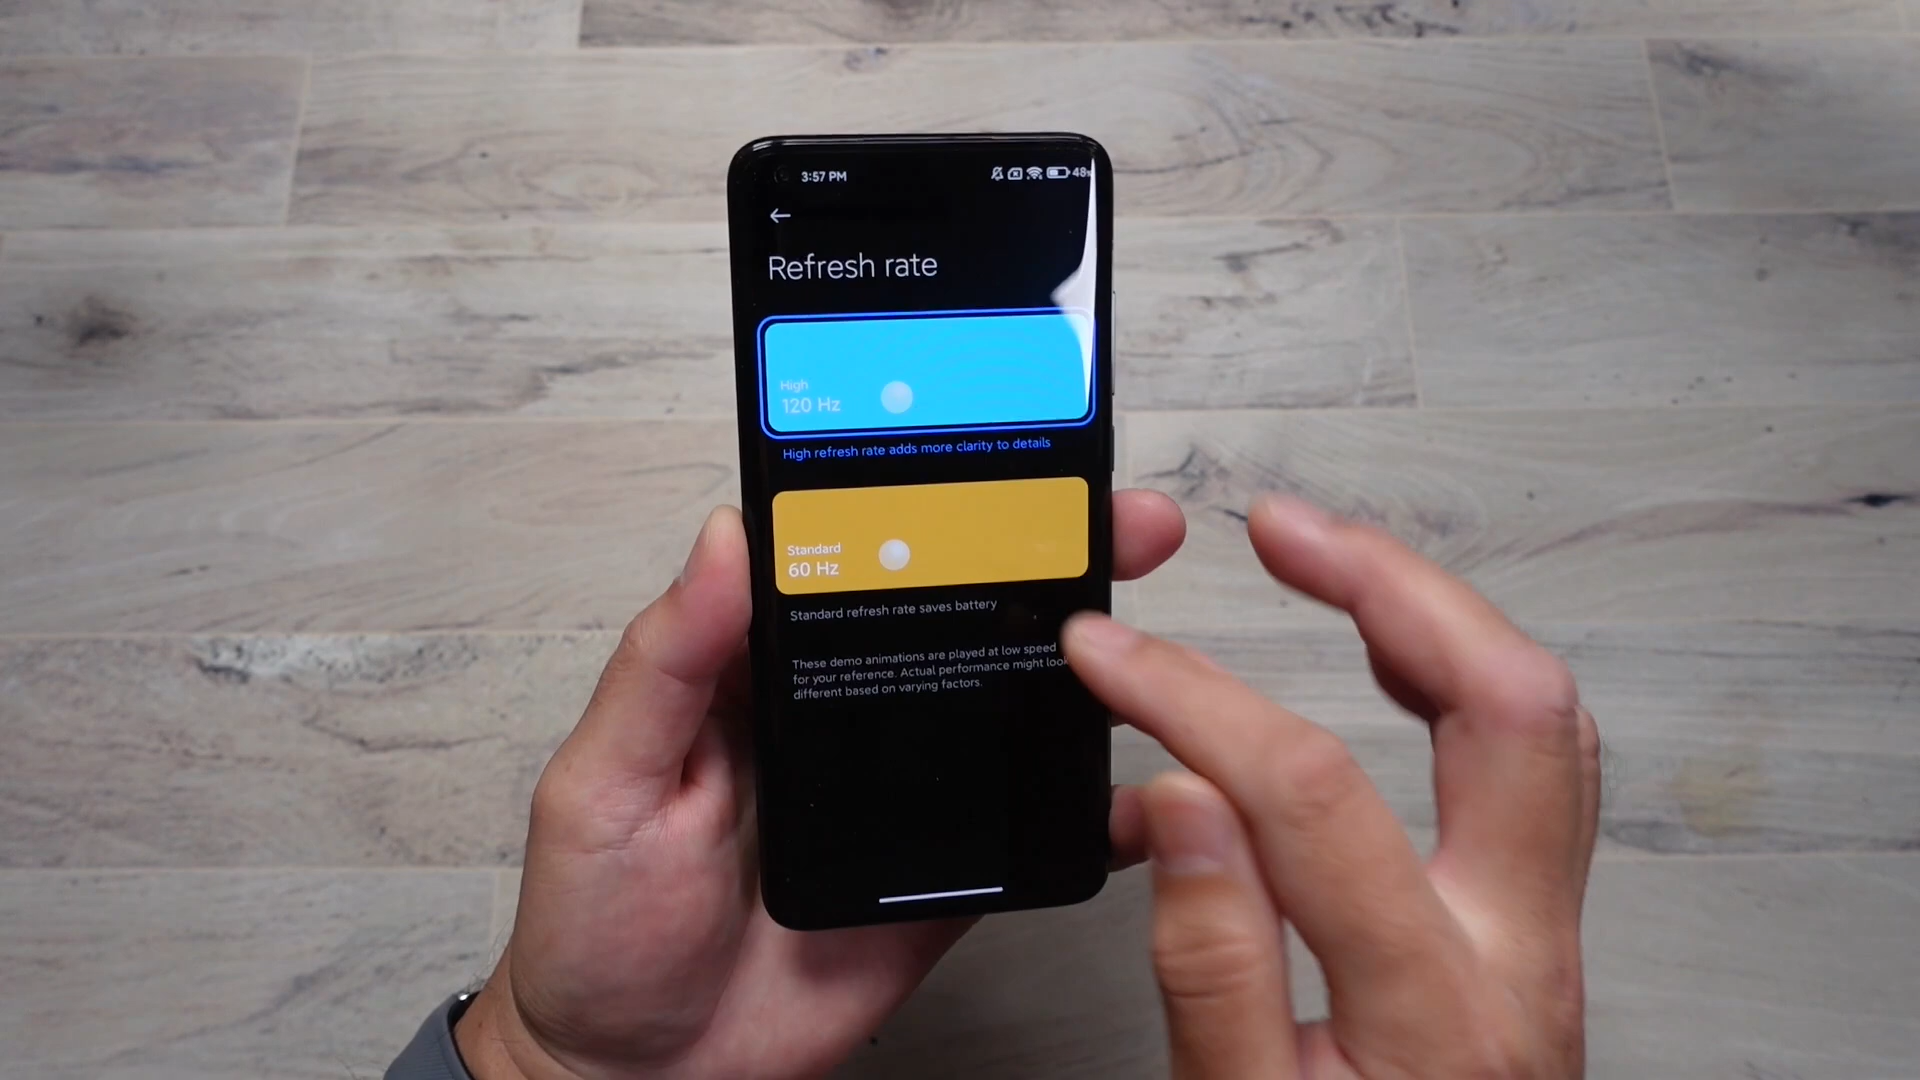 3:57 PM 48%
Refresh rate
High
120 Hz
High refresh rate adds more clarity to details
Standard
60 Hz
Standard refresh rate saves battery
These demo animations are played at low speed
for your reference. Actual performance might look
different based on varying factors.